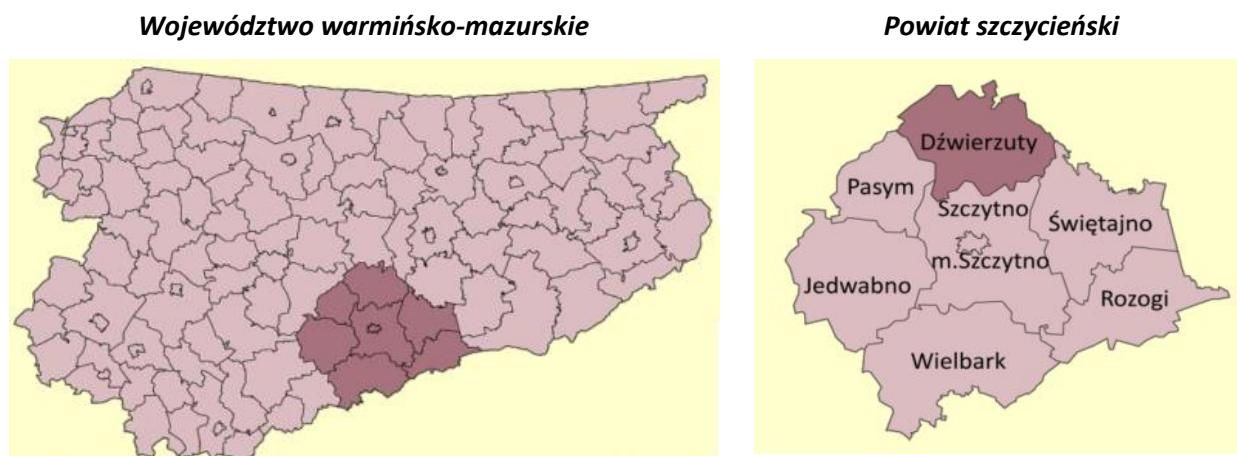 Województwo warmińsko-mazurskie
Powiat szczycieński
Dźwierzuty
Pasym
Szczytno
Świętajno
m.Szczytno
Jedwabno
Rozogi
Wielbark